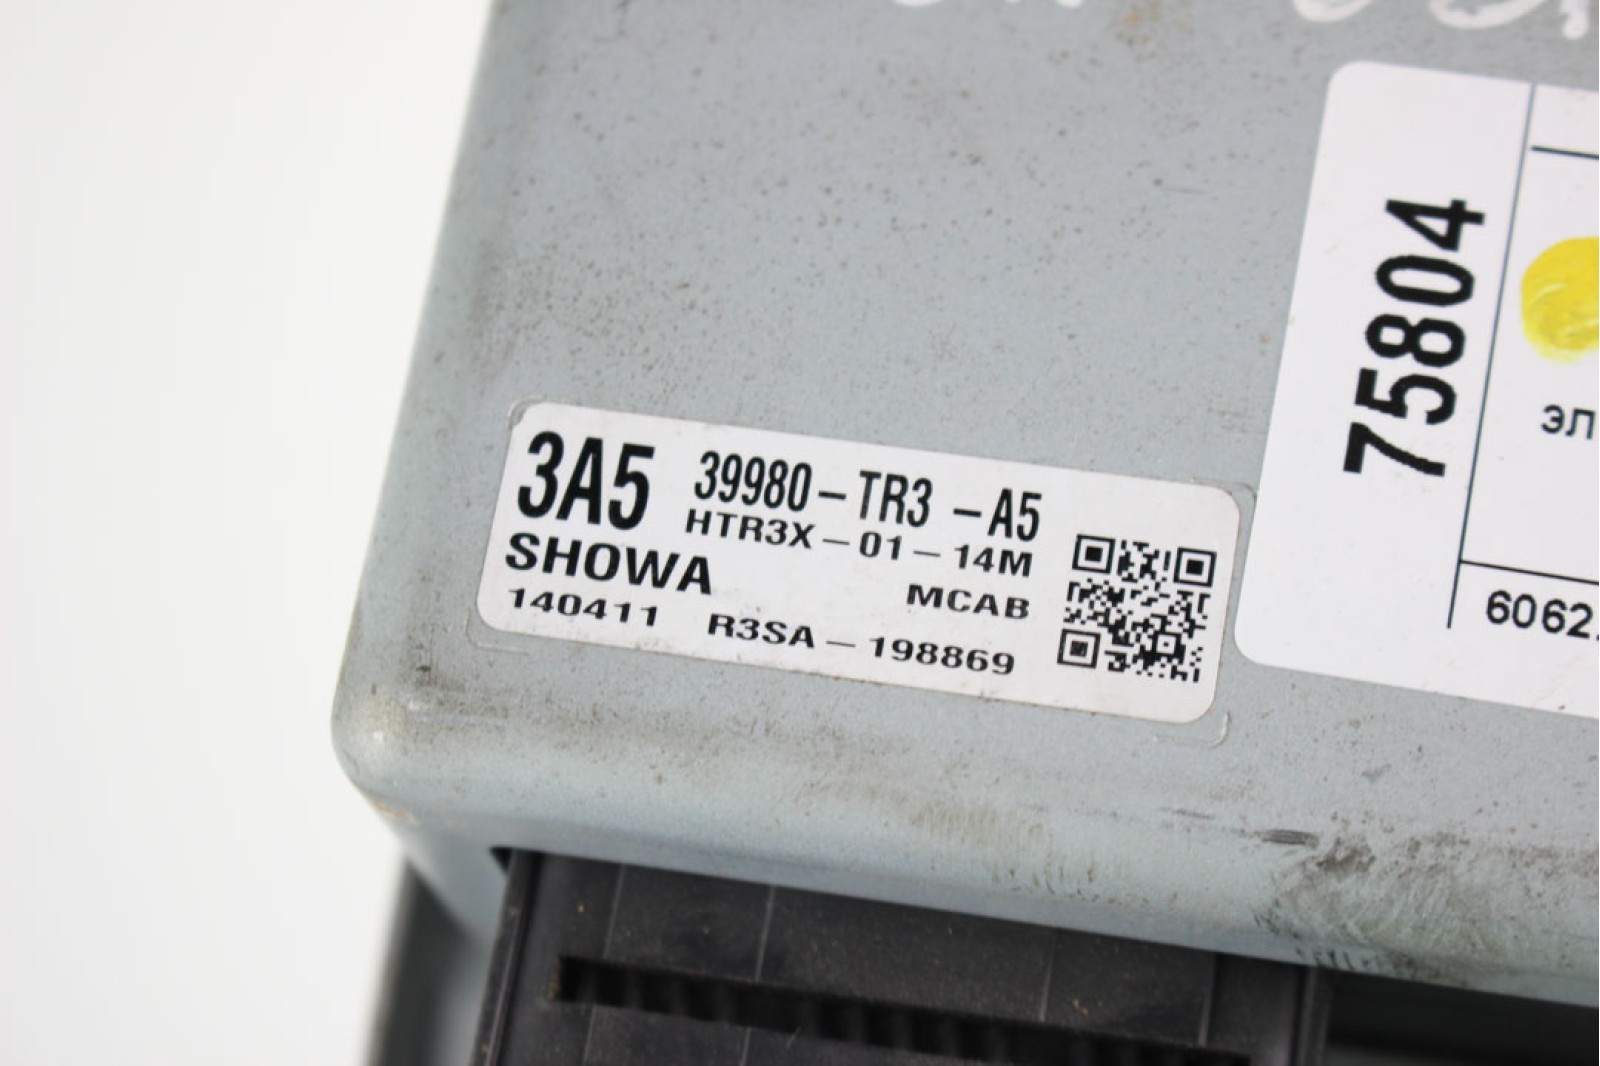 3A5 39980-TR3-A5
HTR3X-01-14M
SHOWA MCAB
140411 R3SA-198869
75804
эл
6062